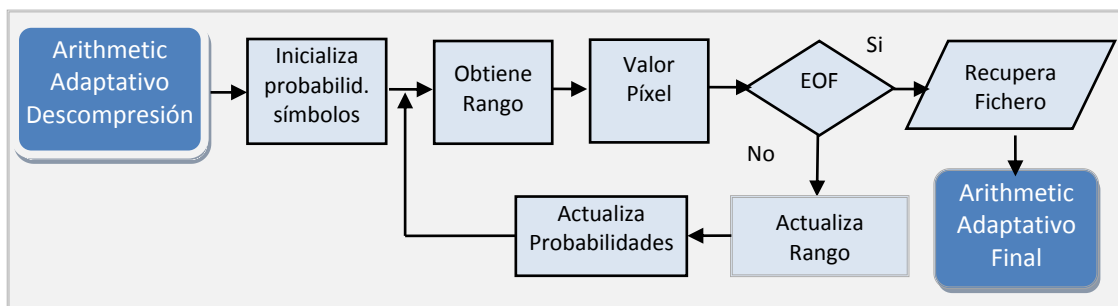 Arithmetic
Adaptativo
Descompresión
Inicializa
probabilid.
símbolos
Obtiene
Rango
Valor
Píxel
EOF
Si
Recupera
Fichero
No
Actualiza
Rango
Actualiza
Probabilidades
Arithmetic
Adaptativo
Final